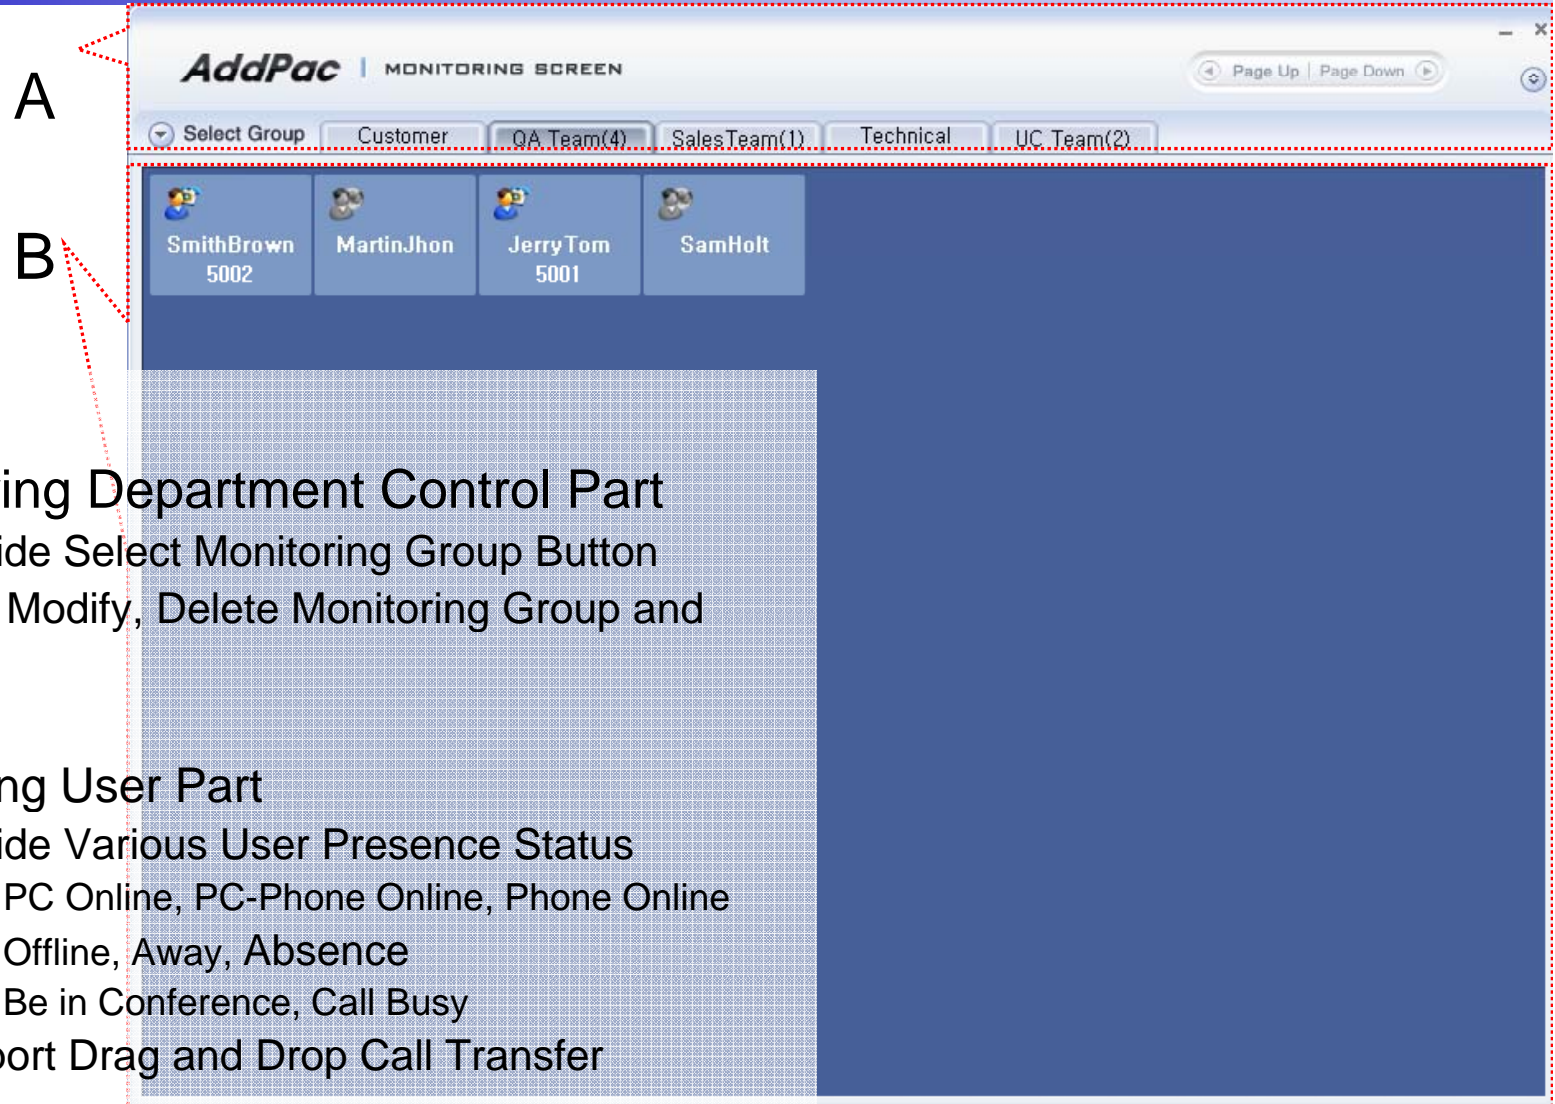 A
AddPac | MONITORING SCREEN
Page Up | Page Down
Select Group Customer QA Team(4) SalesTeam(1) Technical UC Team(2)
B
SmithBrown
5002
MartinJhon
JerryTom
5001
SamHolt
ing Department Control Part
ide Select Monitoring Group Button
Modify, Delete Monitoring Group and
ng User Part
ide Various User Presence Status
PC Online, PC-Phone Online, Phone Online
Offline, Away, Absence
Be in Conference, Call Busy
port Drag and Drop Call Transfer